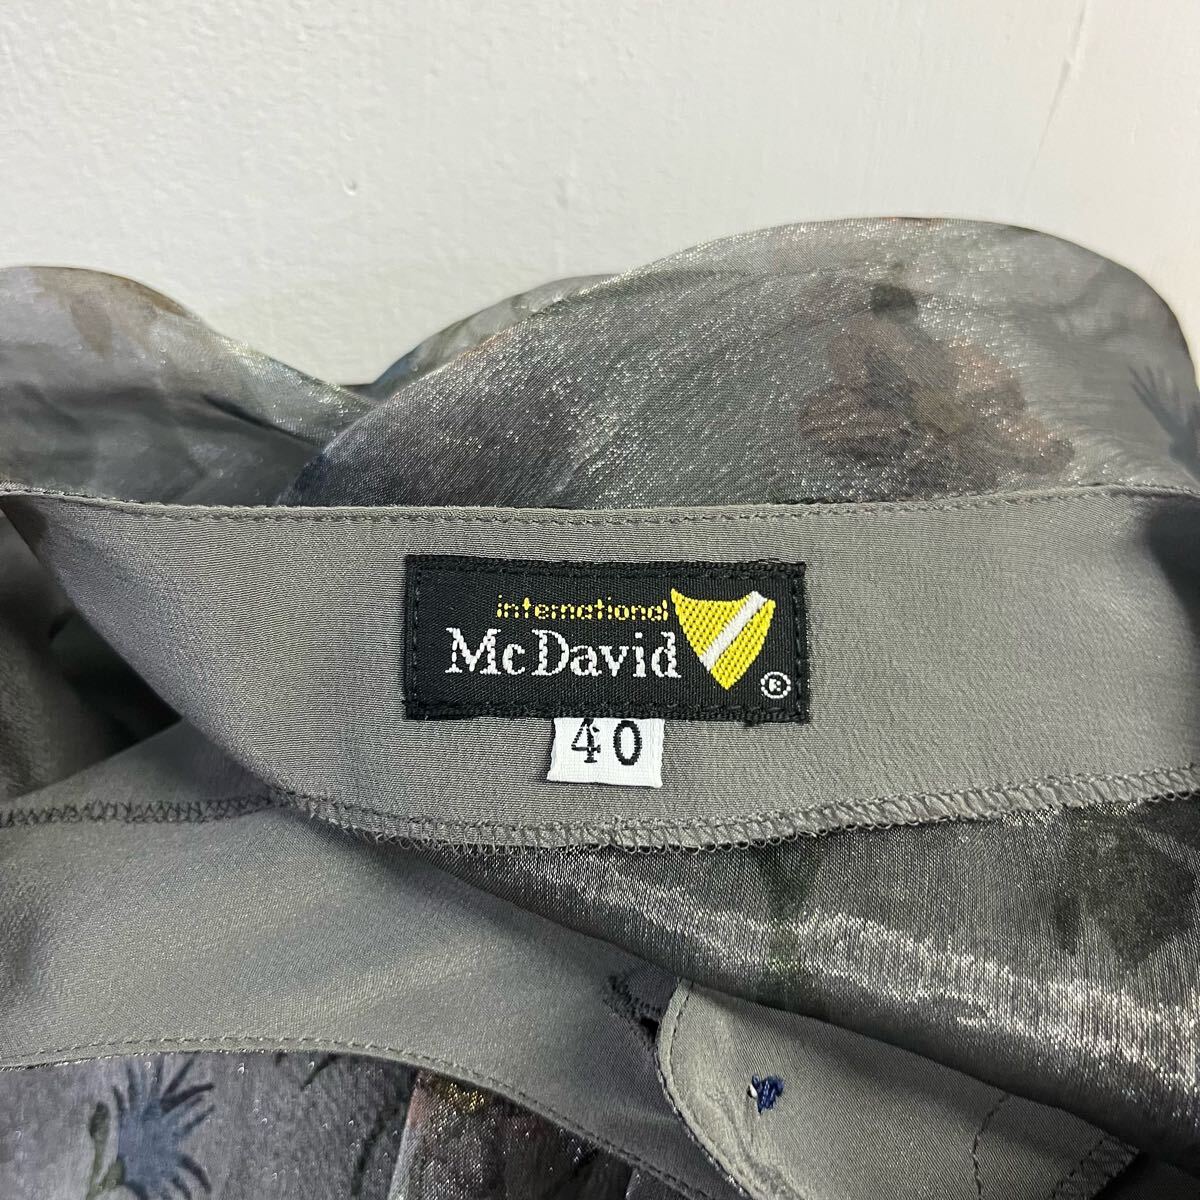 international
McDavid
®
40